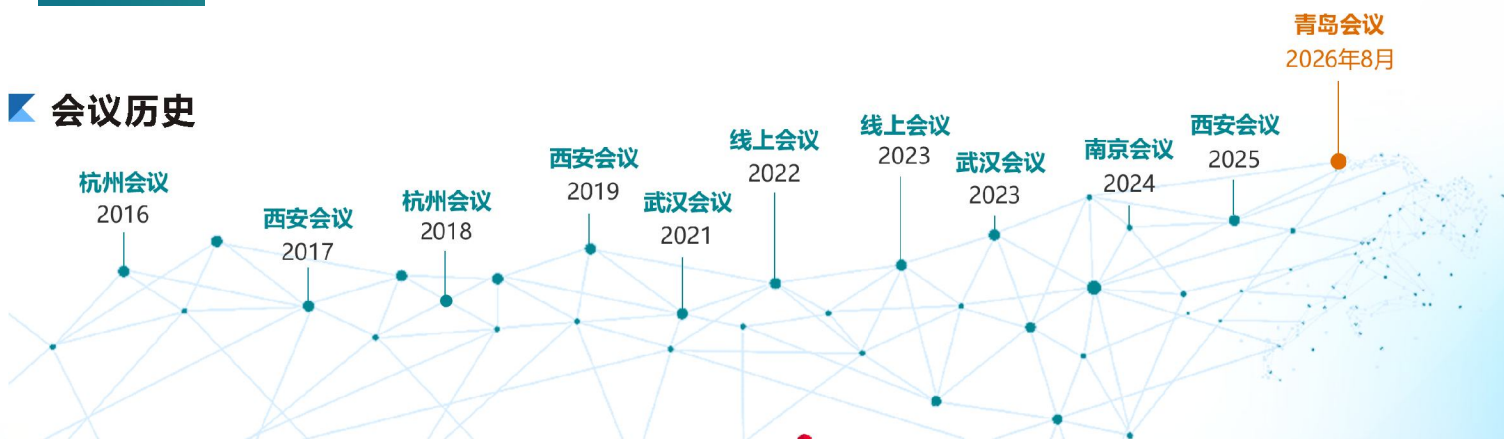 会议历史
杭州会议
2016
西安会议
2017
杭州会议
2018
西安会议
2019
武汉会议
2021
线上会议
2022
线上会议
2023
武汉会议
2023
南京会议
2024
西安会议
2025
青岛会议
2026年8月